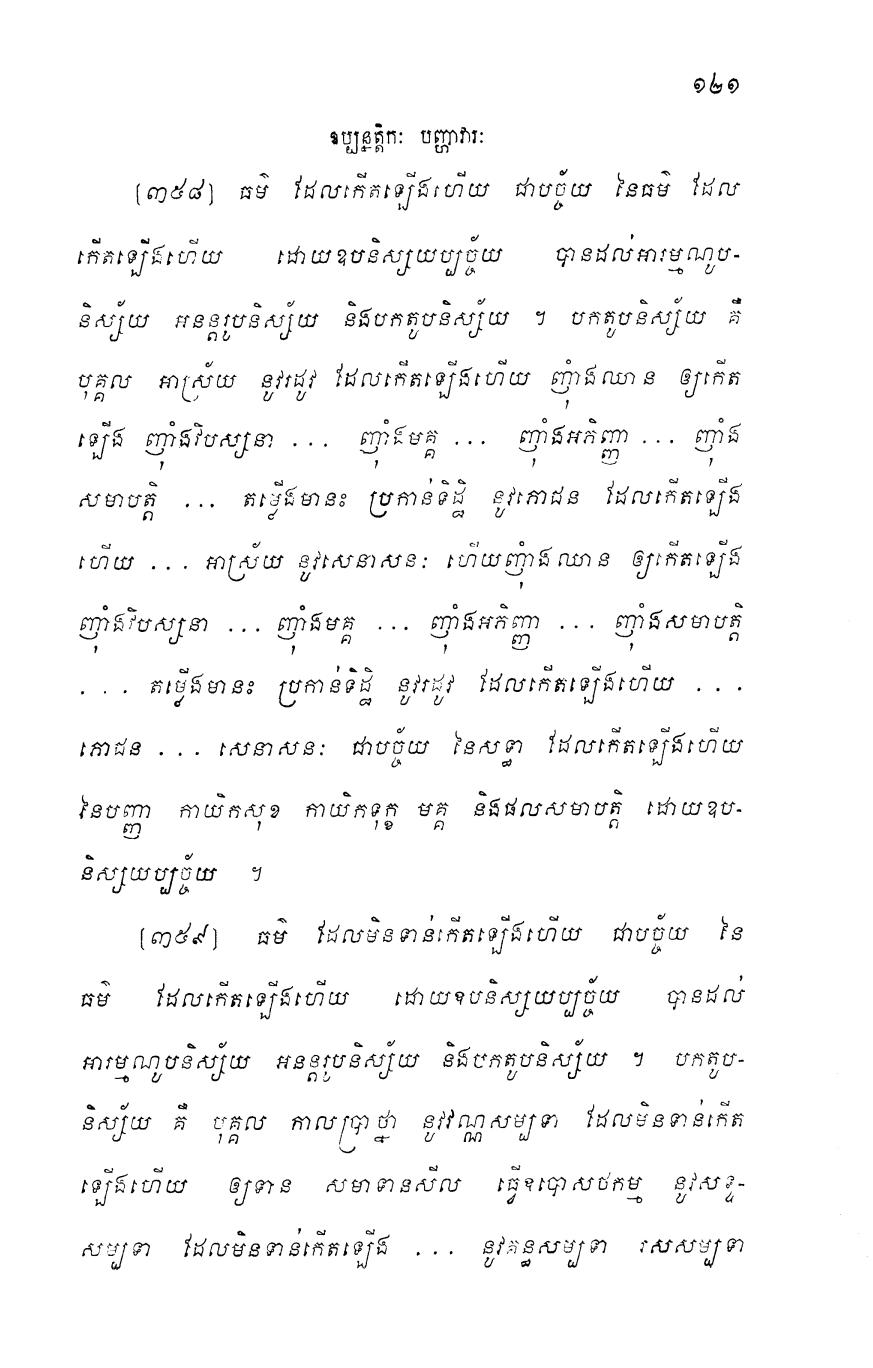 ១២១
ឧប្បន្នត្តិកៈ បញ្ហាវារៈ
[៣៥៨] ធម៌ ដែលកើតឡើងហើយ ជាបច្ច័យ នៃធម៌ ដែល
កើតឡើងហើយ ដោយឧបនិស្សយប្បច្ច័យ បានដល់អារម្មណូប-
និស្ស័យ អនន្តរូបនិស្ស័យ និងបកតូបនិស្ស័យ ។ បកតូបនិស្ស័យ គឺ
បុគ្គល អាស្រ័យ នូវរដូវ ដែលកើតឡើងហើយ ញុំាងឈាន ឲ្យកើត
ឡើង ញុំាងវិបស្សនា ... ញុំាងមគ្គ ... ញុំាងអភិញ្ញា ... ញុំាង
សមាបត្តិ ... តម្លើងមានះ ប្រកាន់ទិដ្ឋិ នូវភោជន ដែលកើតឡើង
ហើយ ... អាស្រ័យ នូវសេនាសនៈ ហើយញុំាងឈាន ឲ្យកើតឡើង
ញុំាងវិបស្សនា ... ញុំាងមគ្គ ... ញុំាងអភិញ្ញា ... ញុំាងសមាបត្តិ
... តម្លើងមានះ ប្រកាន់ទិដ្ឋិ នូវរដូវ ដែលកើតឡើងហើយ ...
ភោជន ... សេនាសនៈ ជាបច្ច័យ នៃសទ្ធា ដែលកើតឡើងហើយ
នៃបញ្ញា កាយិកសុខ កាយិកទុក្ខ មគ្គ និងផលសមាបត្តិ ដោយឧប-
និស្សយប្បច្ច័យ ។
[៣៥៩] ធម៌ ដែលមិនទាន់កើតឡើងហើយ ជាបច្ច័យ នៃ
ធម៌ ដែលកើតឡើងហើយ ដោយឧបនិស្សយប្បច្ច័យ បានដល់
អារម្មណូបនិស្ស័យ អនន្តរូបនិស្ស័យ និងបកតូបនិស្ស័យ ។ បកតូប-
និស្ស័យ គឺ បុគ្គល កាលប្រាថ្នា នូវវណ្ណសម្បទា ដែលមិនទាន់កើត
ឡើងហើយ ឲ្យទាន សមាទានសីល ធ្វើឧបោសថកម្ម នូវសទ្ទ-
សម្បទា ដែលមិនទាន់កើតឡើង ... នូវគន្ធសម្បទា រសសម្បទា